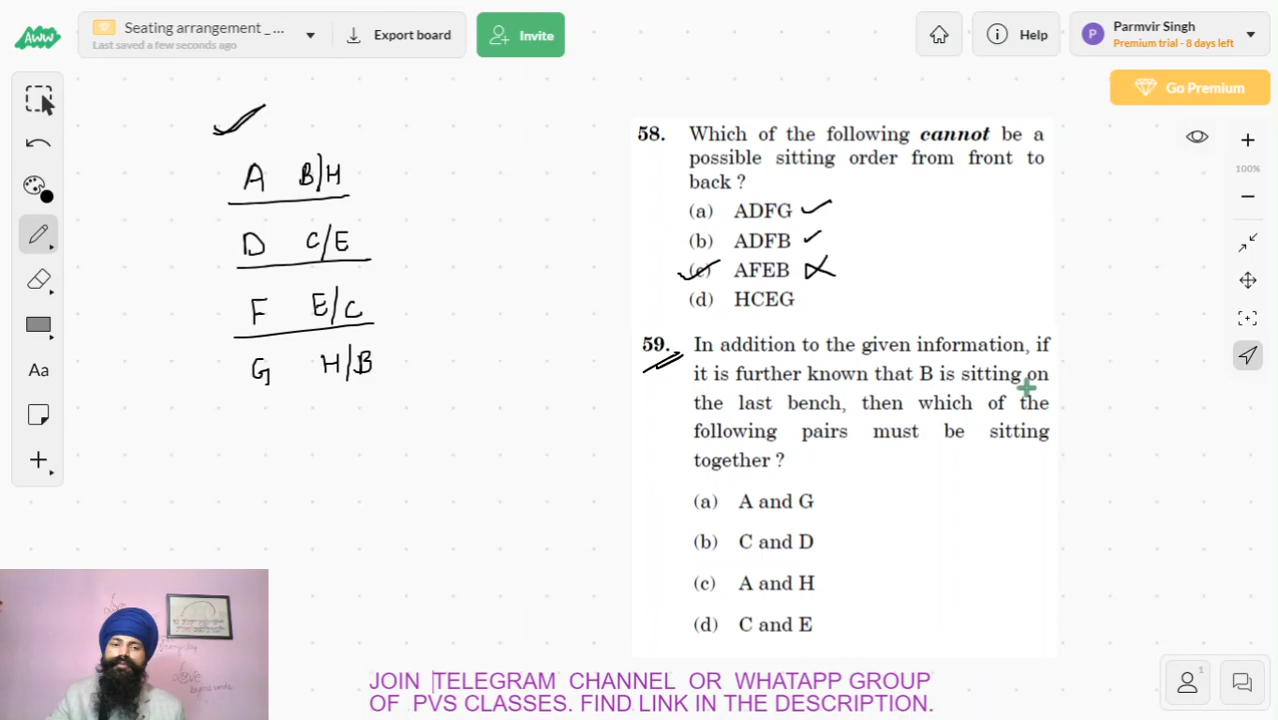 AWW
Seating arrangement _ ...
Last saved a few seconds ago
Export board
Invite
Help
P
Parmvir Singh
Premium trial - 8 days left
Go Premium
100%
Aa
A B/H
D C/E
F E/C
G H/B
58. Which of the following cannot be a
possible sitting order from front to
back ?
(a) ADFG
(b) ADFB
(c) AFEB
(d) HCEG
59. In addition to the given information, if
it is further known that B is sitting on
the last bench, then which of the
following pairs must be sitting
together ?
(a) A and G
(b) C and D
(c) A and H
(d) C and E
1
JOIN TELEGRAM CHANNEL OR WHATAPP GROUP
OF PVS CLASSES. FIND LINK IN THE DESCRIPTION.